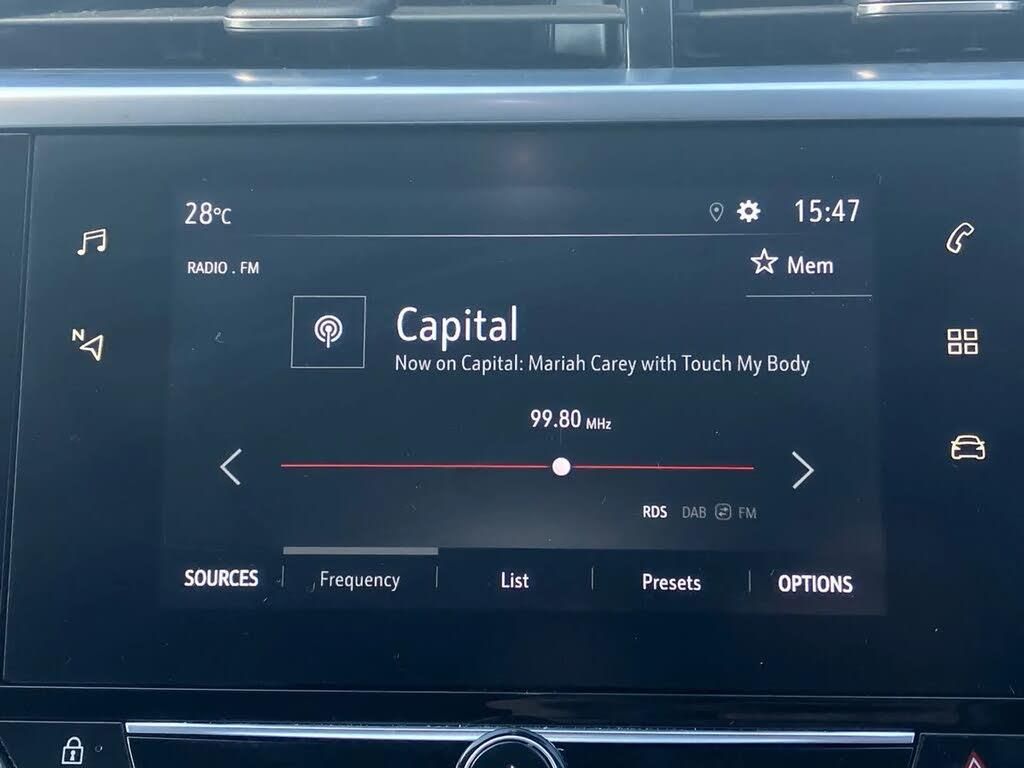 28°C
15:47
RADIO . FM
Mem
Capital
Now on Capital: Mariah Carey with Touch My Body
N
99.80 MHz
RDS DAB FM
SOURCES Frequency List Presets OPTIONS